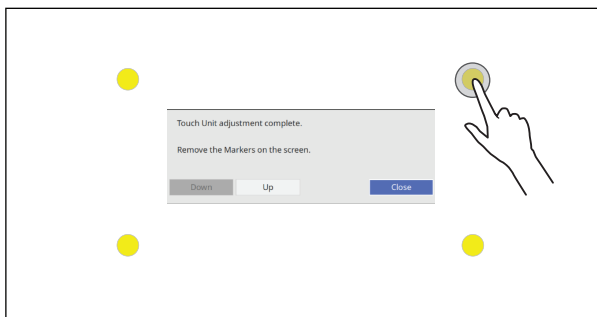 Touch Unit adjustment complete.
Remove the Markers on the screen.
Down Up Close